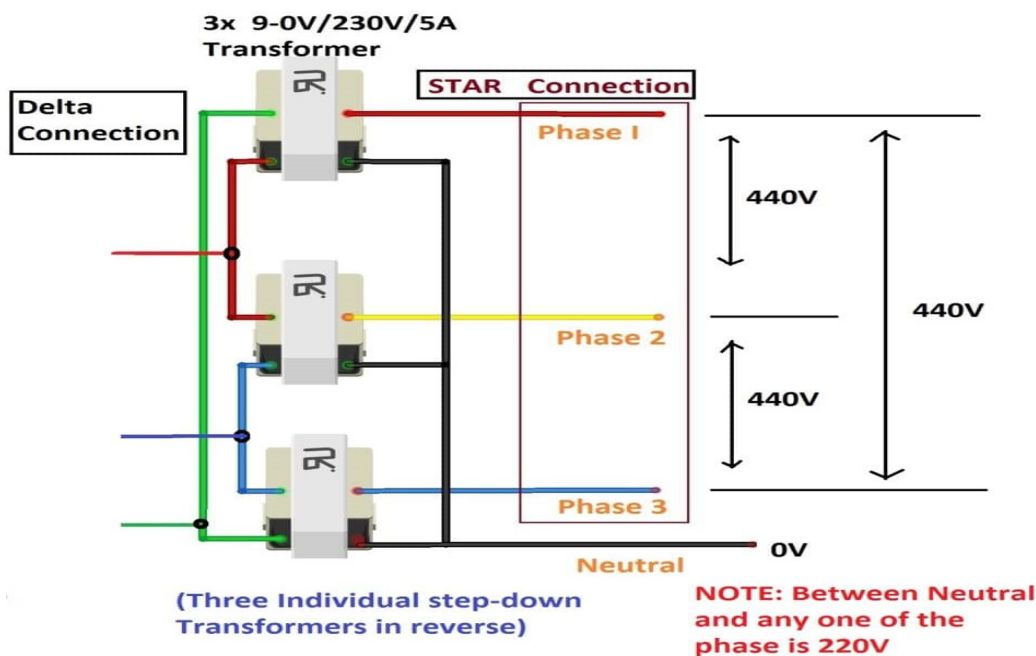 3x 9-0V/230V/5A
Transformer
STAR Connection
Delta
Connection
Phase I
440V
440V
Phase 2
440V
Phase 3
Neutral
0V
(Three Individual step-down
Transformers in reverse)
NOTE: Between Neutral
and any one of the
phase is 220V